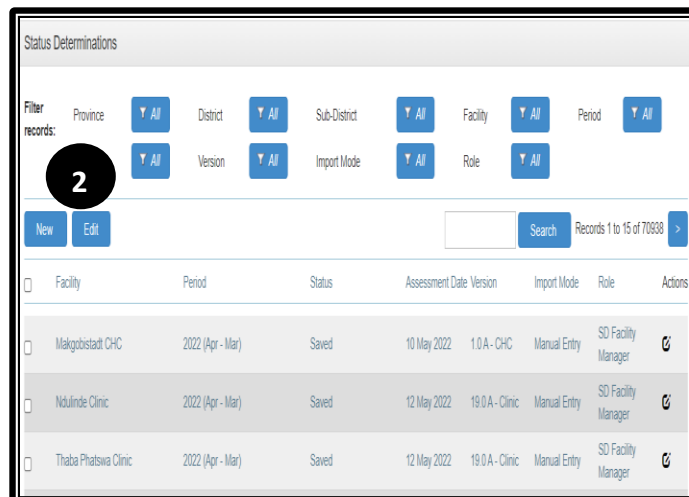 Status Determinations
Filter records: Province All District All Sub-District All Facility All Period All
All Version All Import Mode All Role All
2
New Edit Search Records 1 to 15 of 70938 >
Facility Period Status Assessment Date Version Import Mode Role Actions
Makgobistadt CHC 2022 (Apr - Mar) Saved 10 May 2022 1.0 A - CHC Manual Entry SD Facility Manager
Ndulinde Clinic 2022 (Apr - Mar) Saved 12 May 2022 19.0 A - Clinic Manual Entry SD Facility Manager
Thaba Phatswa Clinic 2022 (Apr - Mar) Saved 12 May 2022 19.0 A - Clinic Manual Entry SD Facility Manager